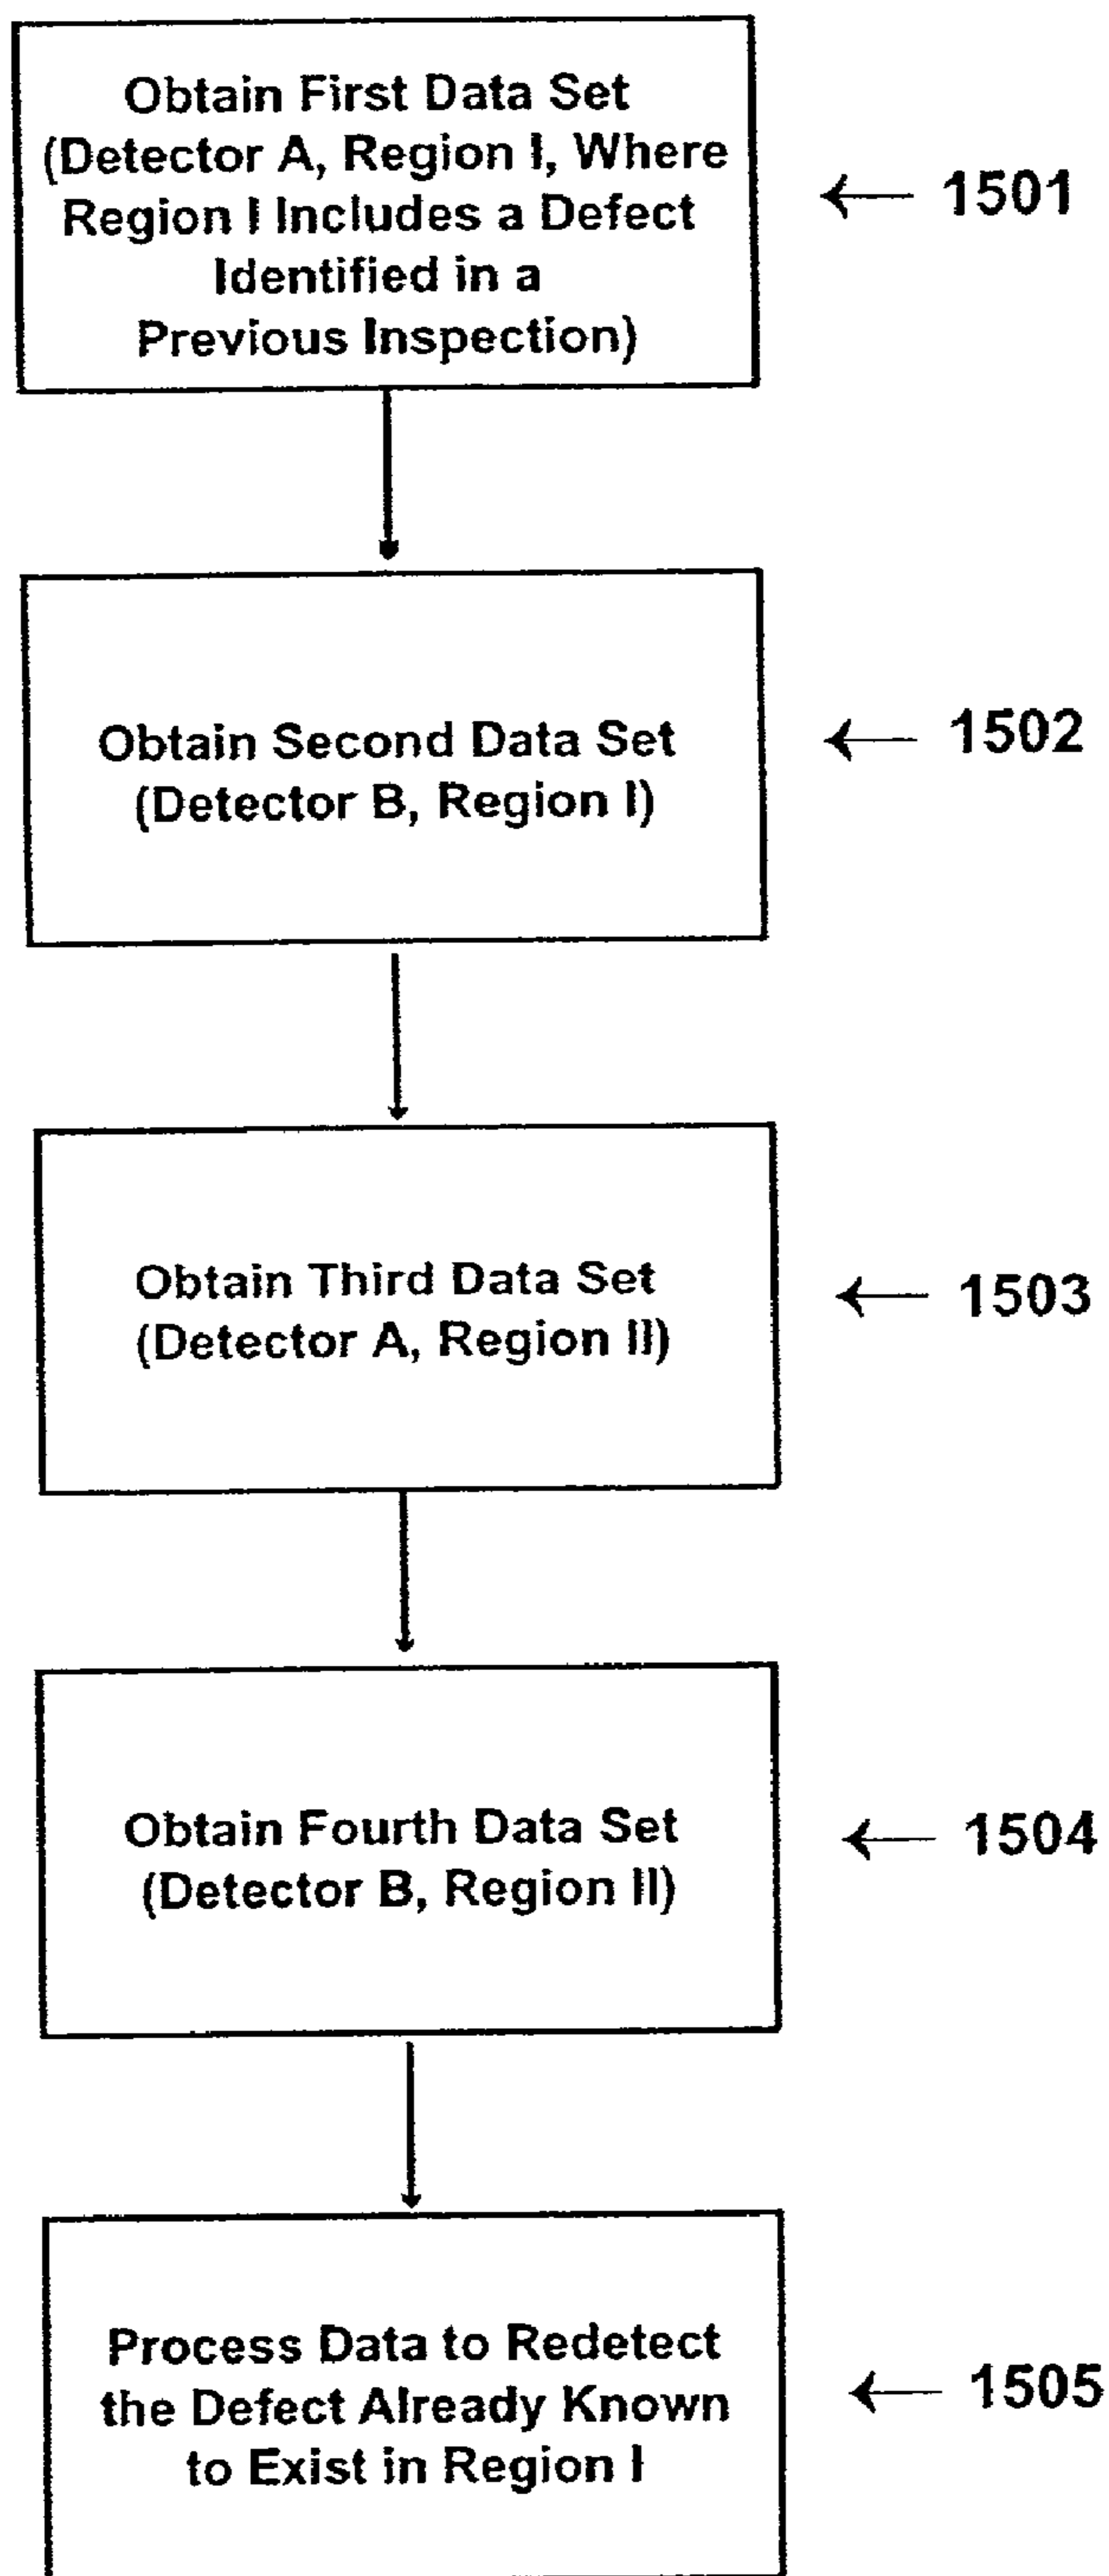 Obtain First Data Set
(Detector A, Region I, Where
Region I Includes a Defect
Identified in a
Previous Inspection)
1501
Obtain Second Data Set
(Detector B, Region I)
1502
Obtain Third Data Set
(Detector A, Region II)
1503
Obtain Fourth Data Set
(Detector B, Region II)
1504
Process Data to Redetect
the Defect Already Known
to Exist in Region I
1505